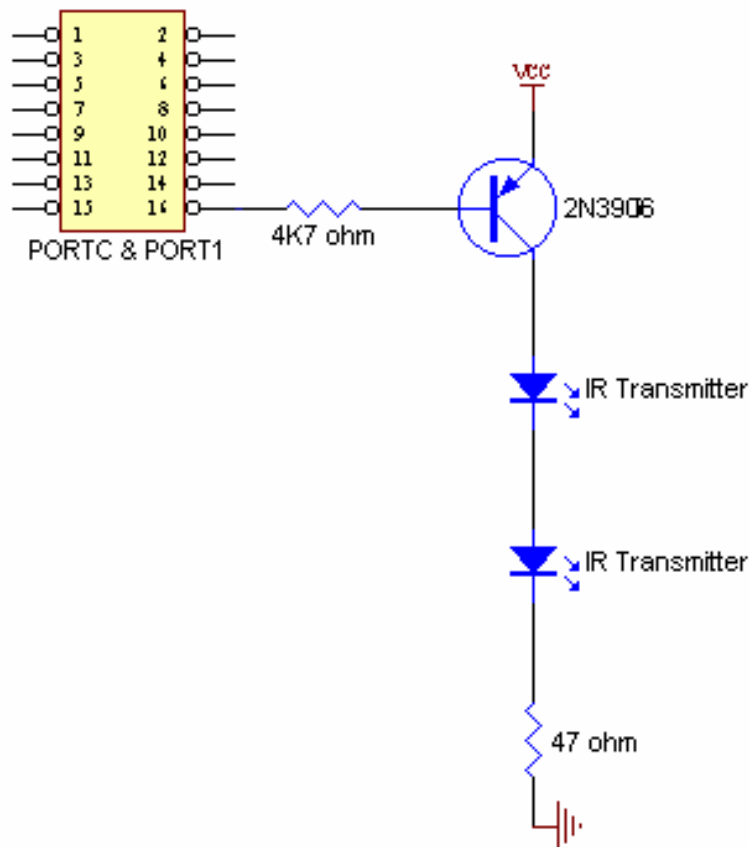 1 2
3 4
5 6
7 8
9 10
11 12
13 14
15 16
PORTC & PORT1
4K7 ohm
VCC
2N3906
IR Transmitter
IR Transmitter
47 ohm